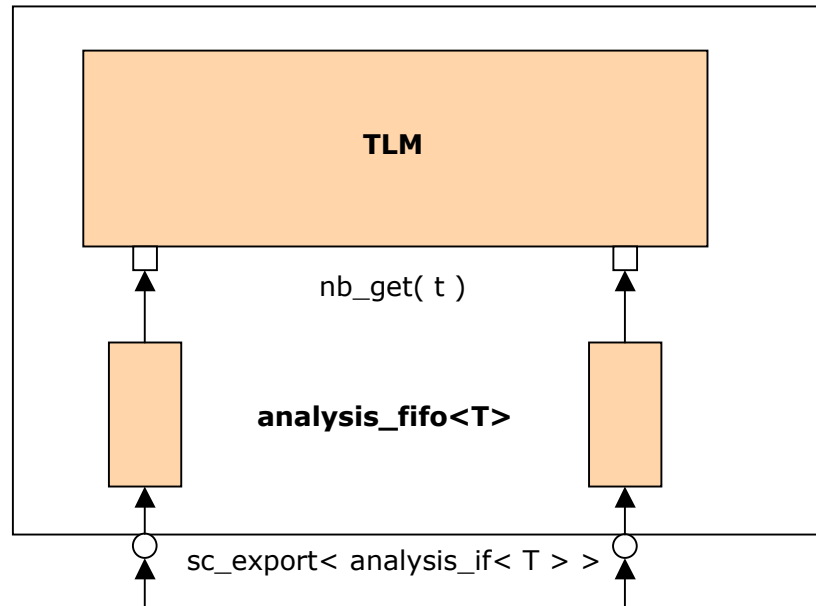 TLM
nb_get( t )
analysis_fifo<T>
sc_export< analysis_if< T > >